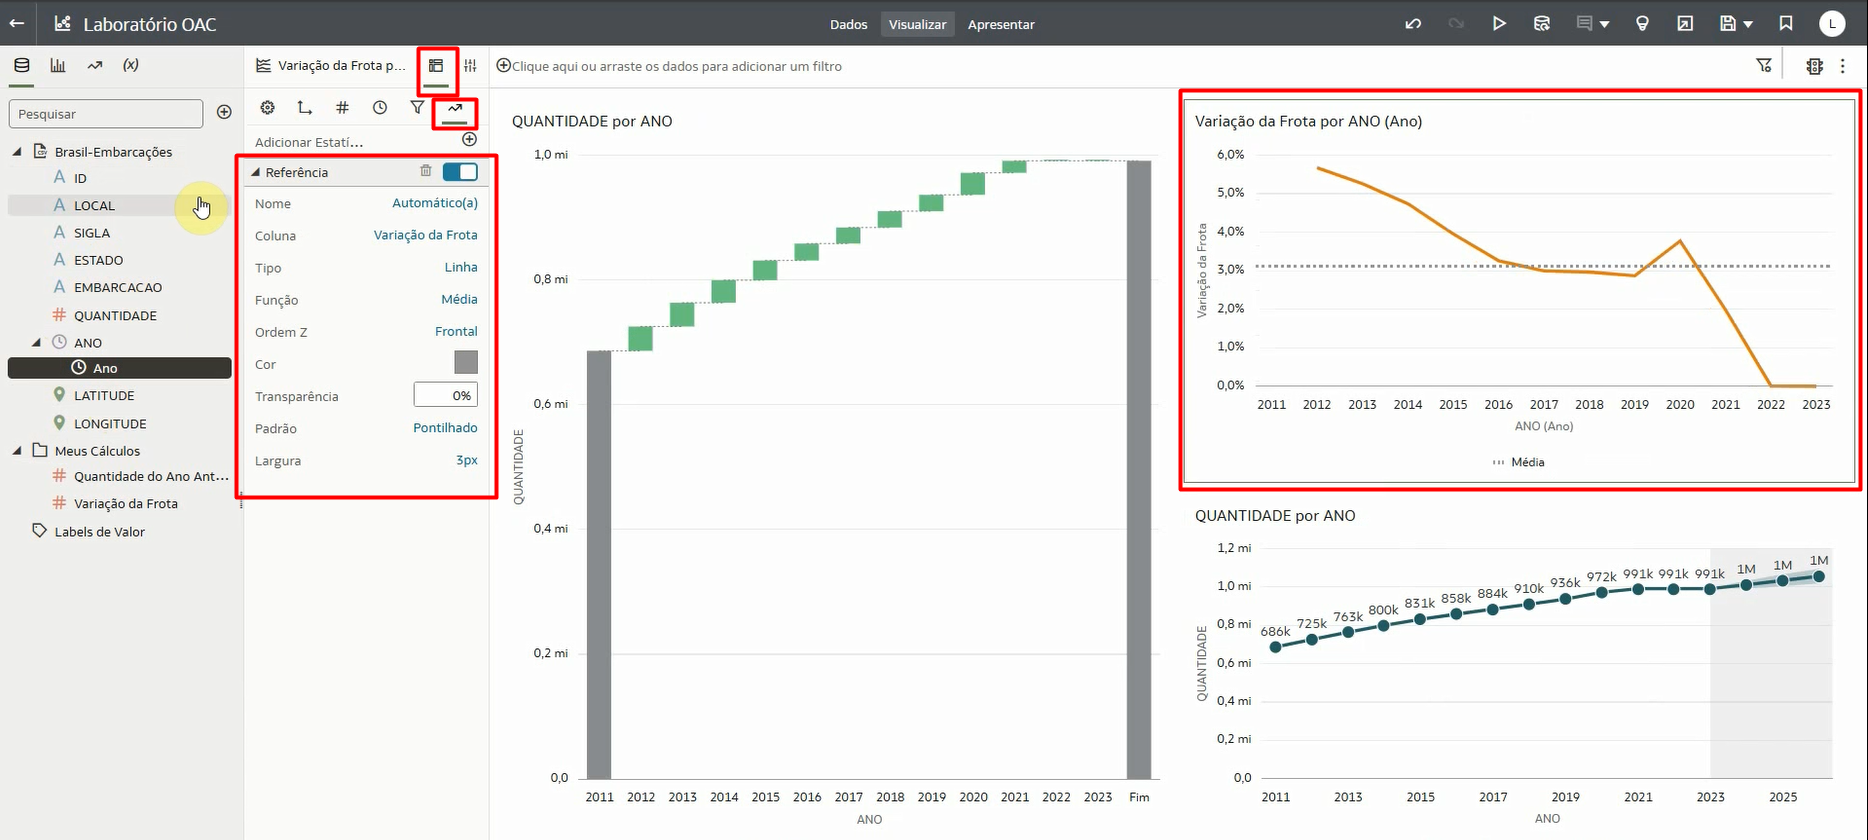 Laboratório OAC
Dados
Visualizar
Apresentar
L
(x)
Variação da Frota p...
Clique aqui ou arraste os dados para adicionar um filtro
Pesquisar
Brasil-Embarcações
A ID
A LOCAL
A SIGLA
A ESTADO
A EMBARCACAO
# QUANTIDADE
ANO
Ano
LATITUDE
LONGITUDE
Meus Cálculos
# Quantidade do Ano Ant...
# Variação da Frota
Labels de Valor
#
Adicionar Estatí...
Referência
Nome Automático(a)
Coluna Variação da Frota
Tipo Linha
Função Média
Ordem Z Frontal
Cor
Transparência 0%
Padrão Pontilhado
Largura 3px
QUANTIDADE por ANO
1,0 mi
0,8 mi
0,6 mi
0,4 mi
0,2 mi
0,0
QUANTIDADE
2011 2012 2013 2014 2015 2016 2017 2018 2019 2020 2021 2022 2023 Fim
ANO
Variação da Frota por ANO (Ano)
6,0%
5,0%
4,0%
3,0%
2,0%
1,0%
0,0%
Variação da Frota
2011 2012 2013 2014 2015 2016 2017 2018 2019 2020 2021 2022 2023
ANO (Ano)
Média
QUANTIDADE por ANO
1,2 mi
1,0 mi
0,8 mi
0,6 mi
0,4 mi
0,2 mi
0,0
QUANTIDADE
686k 725k 763k 800k 831k 858k 884k 910k 936k 972k 991k 991k 991k 1M 1M 1M
2011 2013 2015 2017 2019 2021 2023 2025
ANO